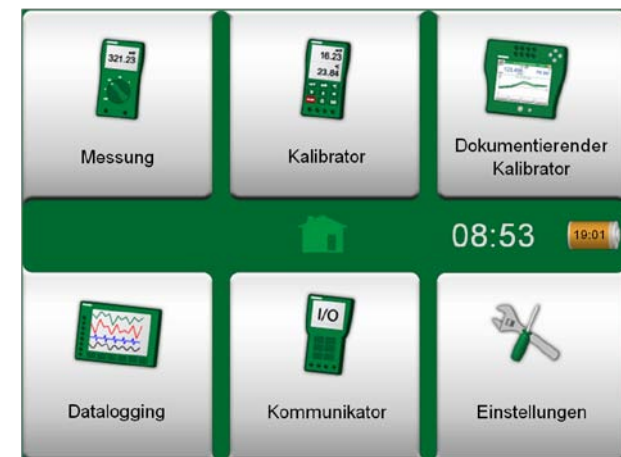 321.23
16.23
23.84
Messung
Kalibrator
Dokumentierender
Kalibrator
08:53
19:01
I/O
Datalogging
Kommunikator
Einstellungen